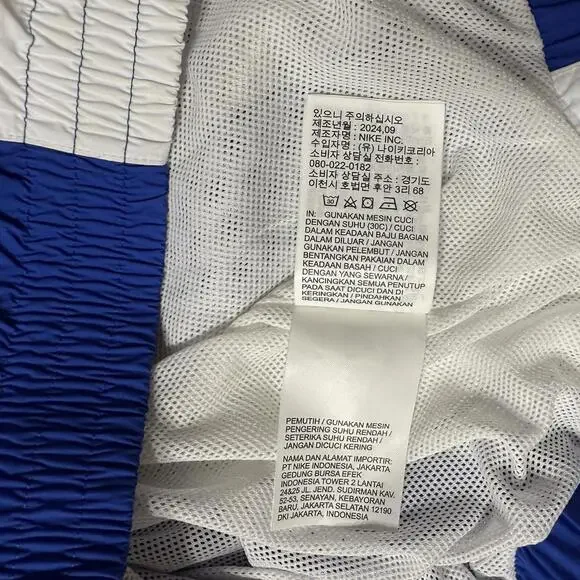 있으니 주의하십시오
제조년월 : 2024,09
제조자명 : NIKE INC.
수입자명 : (유) 나이키코리아
소비자 상담실 전화번호 :
080-022-0182
소비자 상담실 주소 : 경기도
이천시 호법면 후안 3리 68
30
IN: GUNAKAN MESIN CUCI
DENGAN SUHU (30C) / CUCI
DALAM KEADAAN BAJU BAGIAN
DALAM DILUAR / JANGAN
GUNAKAN PELEMBUT / JANGAN
BENTANGKAN PAKAIAN DALAM
KEADAAN BASAH / CUCI
DENGAN YANG SEWARNA /
KANCINGKAN SEMUA PENUTUP
PADA SAAT DICUCI DAN DI
KERINGKAN / PINDAHKAN
SEGERA / JANGAN GUNAKAN
PEMUTIH / GUNAKAN MESIN
PENGERING SUHU RENDAH /
SETERIKA SUHU RENDAH /
JANGAN DICUCI KERING
NAMA DAN ALAMAT IMPORTIR:
PT NIKE INDONESIA, JAKARTA
GEDUNG BURSA EFEK
INDONESIA TOWER 2 LANTAI
24&25 JL. JEND. SUDIRMAN KAV.
52-53, SENAYAN, KEBAYORAN
BARU, JAKARTA SELATAN 12190
DKI JAKARTA, INDONESIA